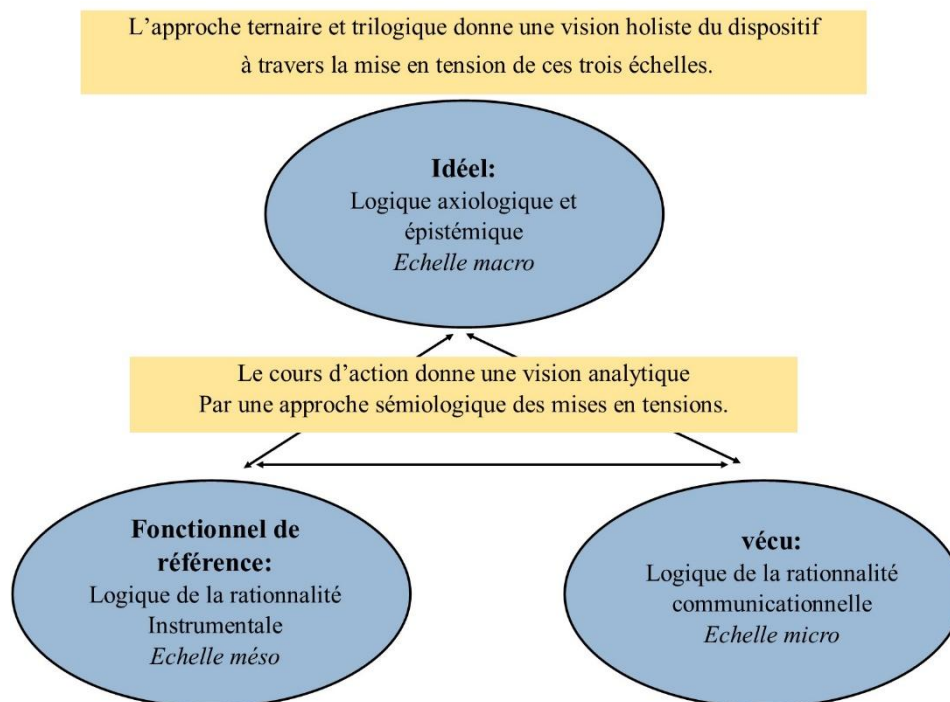 L’approche ternaire et trilogique donne une vision holiste du dispositif
à travers la mise en tension de ces trois échelles.
Idéel:
Logique axiologique et
épistémique
Echelle macro
Le cours d’action donne une vision analytique
Par une approche sémiologique des mises en tensions.
Fonctionnel de
référence:
Logique de la rationnalité
Instrumentale
Echelle méso
vécu:
Logique de la rationnalité
communicationnelle
Echelle micro